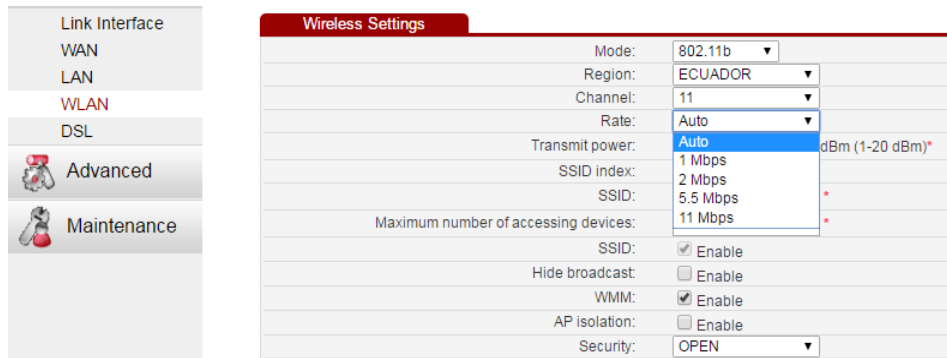 Link Interface
WAN
LAN
WLAN
DSL
Advanced
Maintenance
Wireless Settings
Mode: 802.11b
Region: ECUADOR
Channel: 11
Rate: Auto
Auto
1 Mbps
2 Mbps
5.5 Mbps
11 Mbps
Transmit power: dBm (1-20 dBm)*
SSID index:
SSID: *
Maximum number of accessing devices: *
SSID: Enable
Hide broadcast: Enable
WMM: Enable
AP isolation: Enable
Security: OPEN